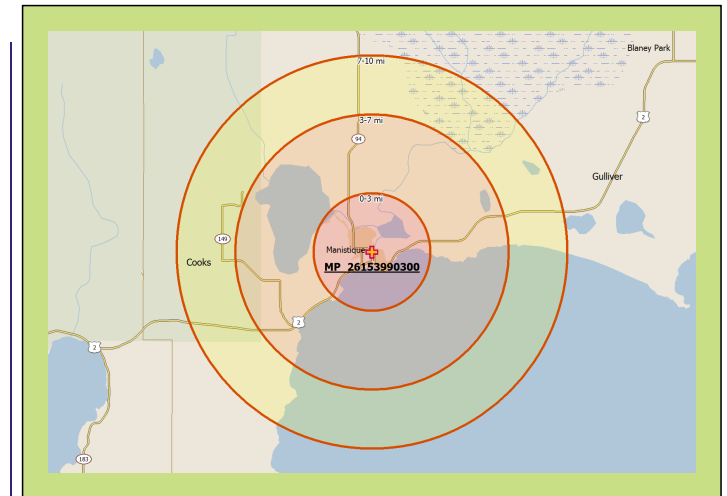 Blaney Park
7-10 mi
2
3-7 mi
94
Gulliver
0-3 mi
149
Manistique
Cooks
MP_26153990300
2
2
183